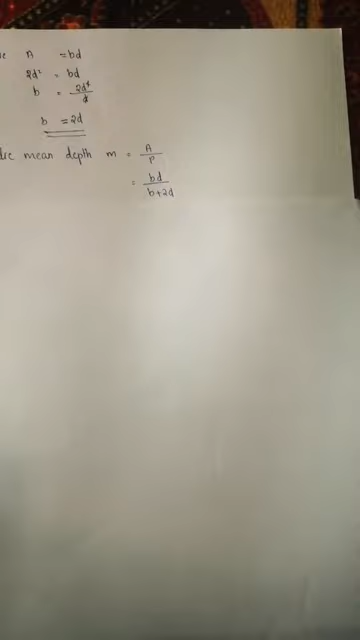 A = bd
2d² = bd
b = 2d²/d
b = 2d
mean depth m = A/P
= bd/b+2d